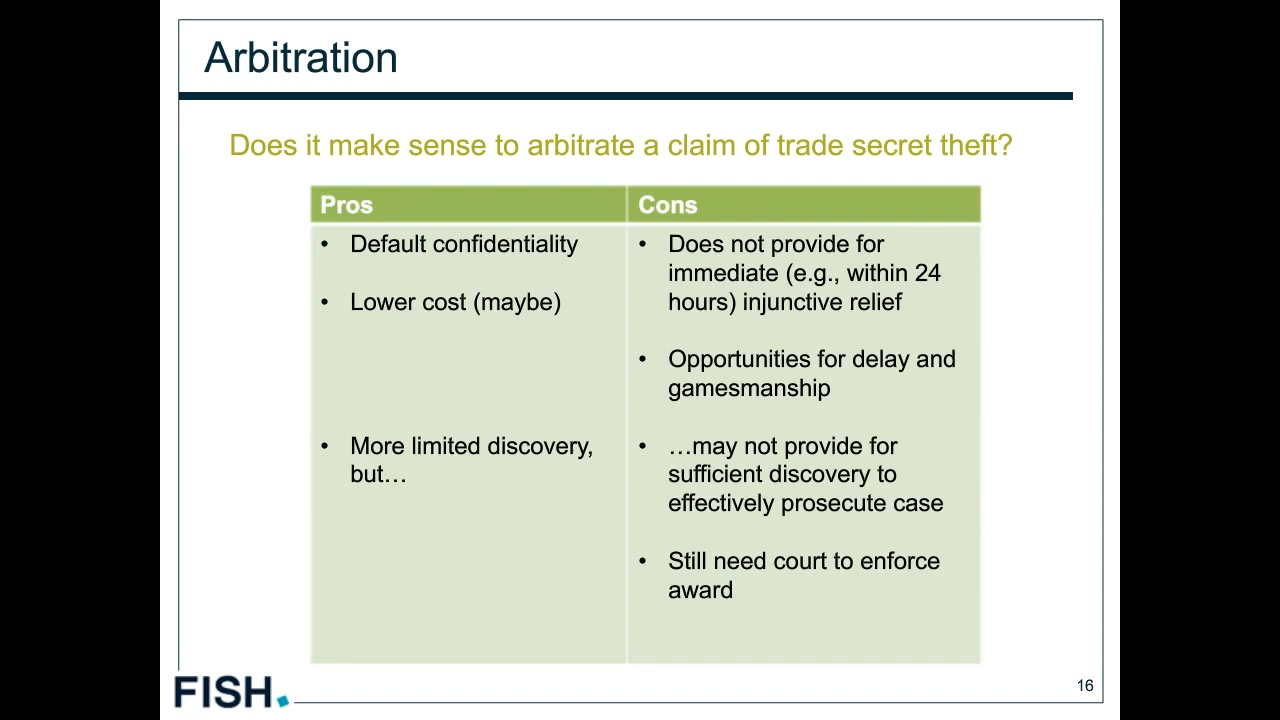 Arbitration
Does it make sense to arbitrate a claim of trade secret theft?
Pros
• Default confidentiality
• Lower cost (maybe)
• More limited discovery,
but…
Cons
• Does not provide for
immediate (e.g., within 24
hours) injunctive relief
• Opportunities for delay and
gamesmanship
• …may not provide for
sufficient discovery to
effectively prosecute case
• Still need court to enforce
award
FISH.
16